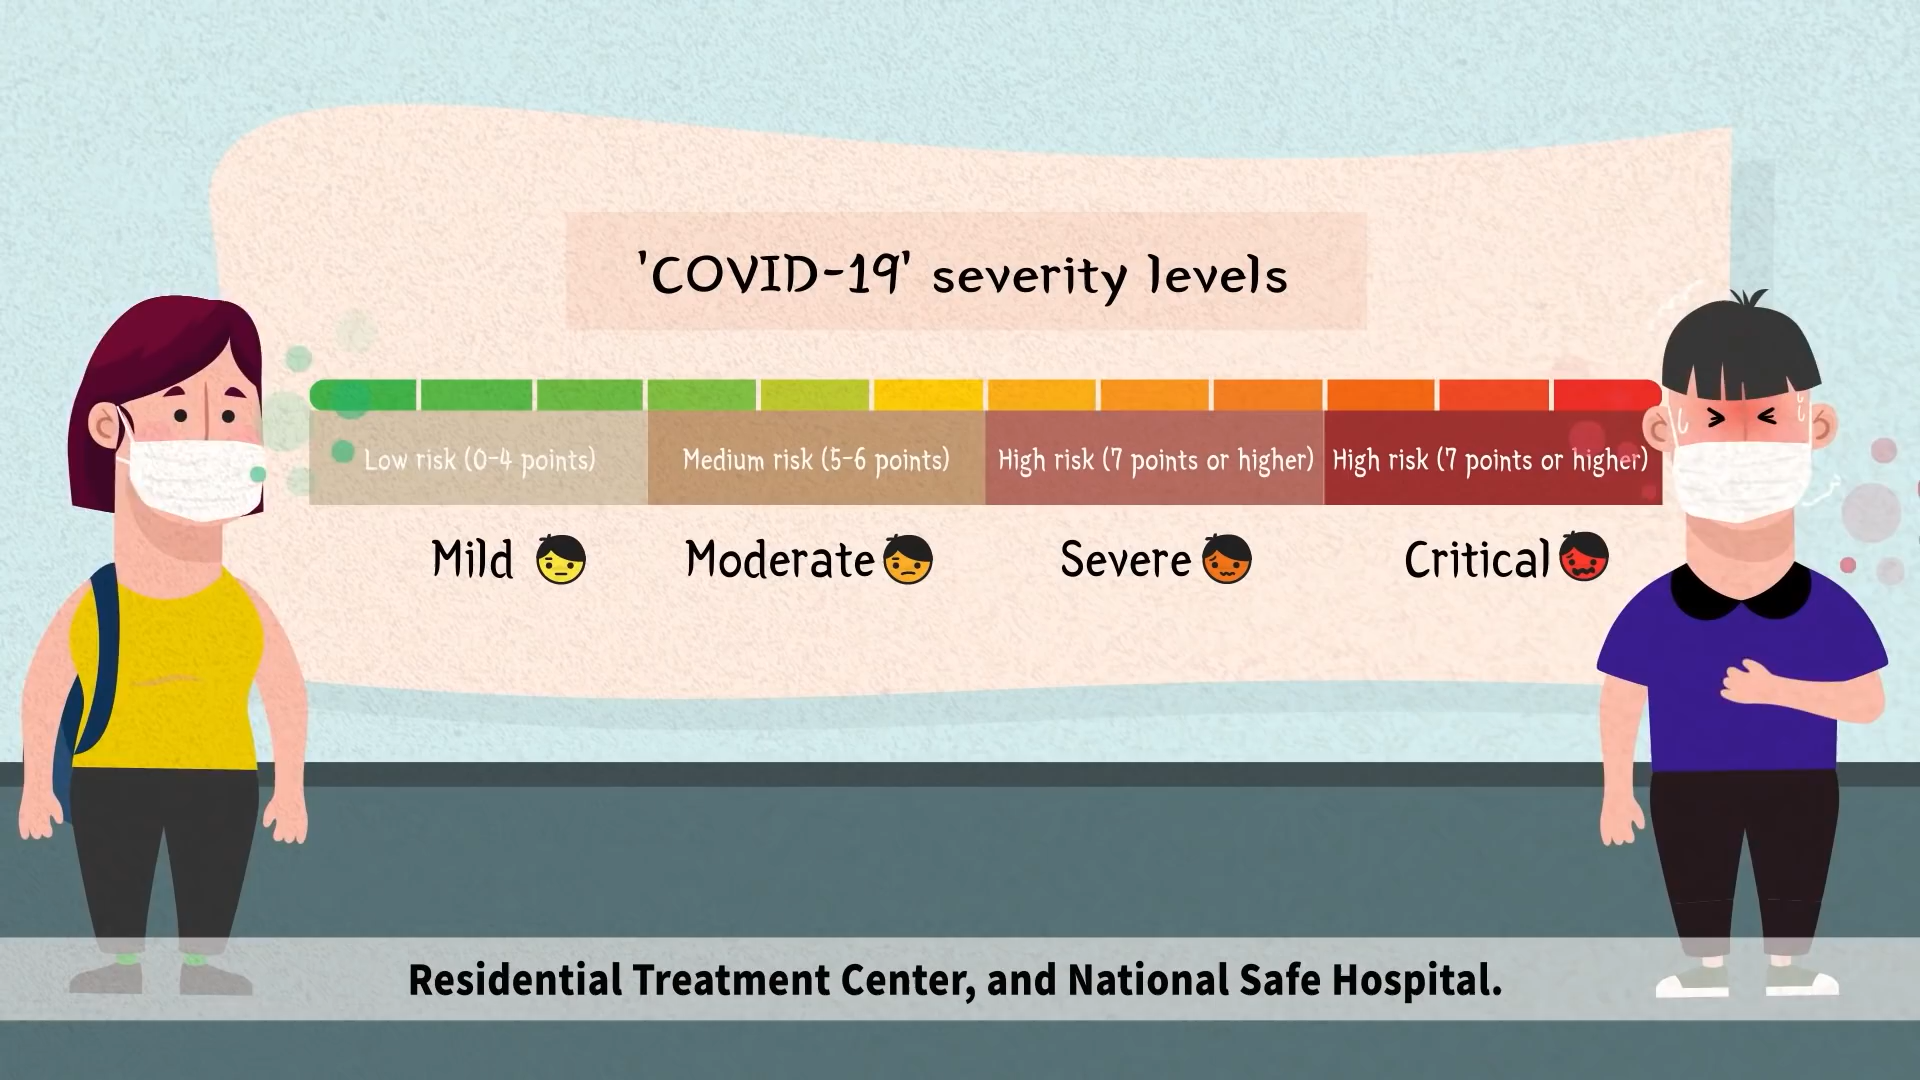 'COVID-19' severity levels
Low risk (0-4 points)
Medium risk (5-6 points)
High risk (7 points or higher)
High risk (7 points or higher)
Mild
Moderate
Severe
Critical
Residential Treatment Center, and National Safe Hospital.